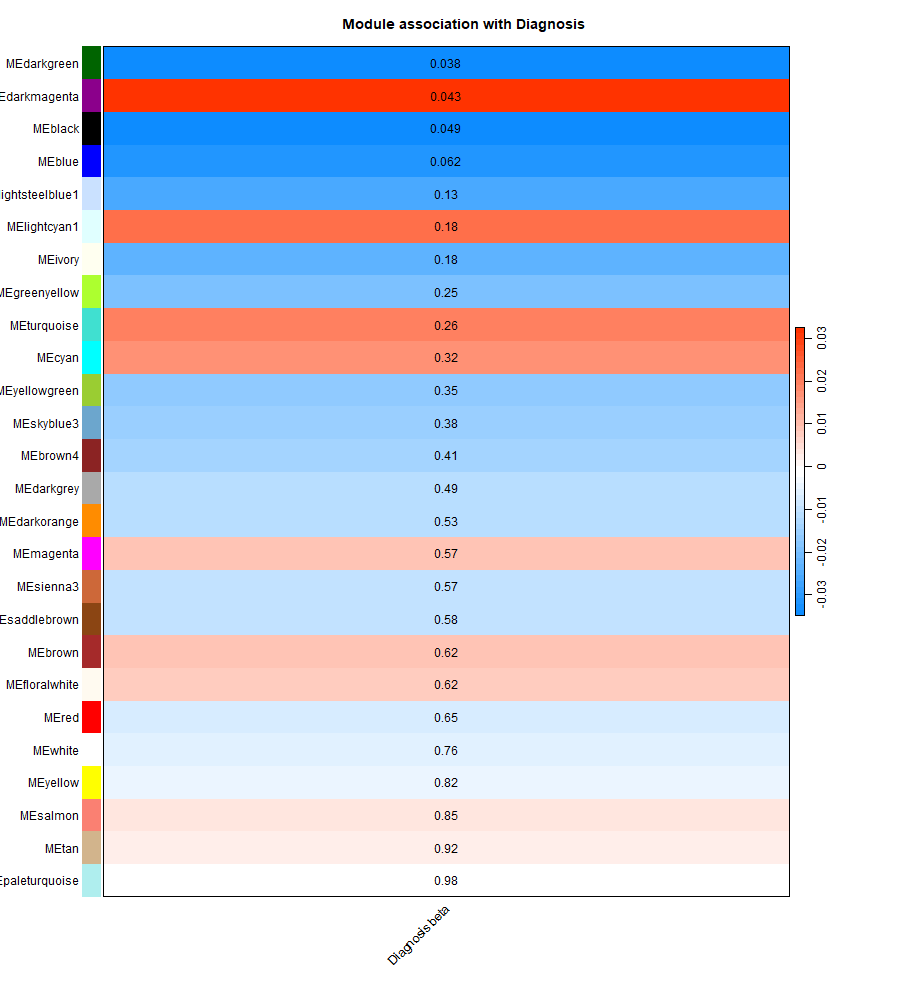 Module association with Diagnosis
MEdarkgreen 0.038
Edarkmagenta 0.043
MEblack 0.049
MEblue 0.062
ightsteelblue1 0.13
MElightcyan1 0.18
MEivory 0.18
MEgreenyellow 0.25
MEturquoise 0.26
MEcyan 0.32
MEyellowgreen 0.35
MEskyblue3 0.38
MEbrown4 0.41
MEdarkgrey 0.49
MEdarkorange 0.53
MEmagenta 0.57
MEsienna3 0.57
Esaddlebrown 0.58
MEbrown 0.62
MEfloralwhite 0.62
MEred 0.65
MEwhite 0.76
MEyellow 0.82
MEsalmon 0.85
MEtan 0.92
Epaleturquoise 0.98
0.03
0.02
0.01
0
-0.01
-0.02
-0.03
Diagnosis beta